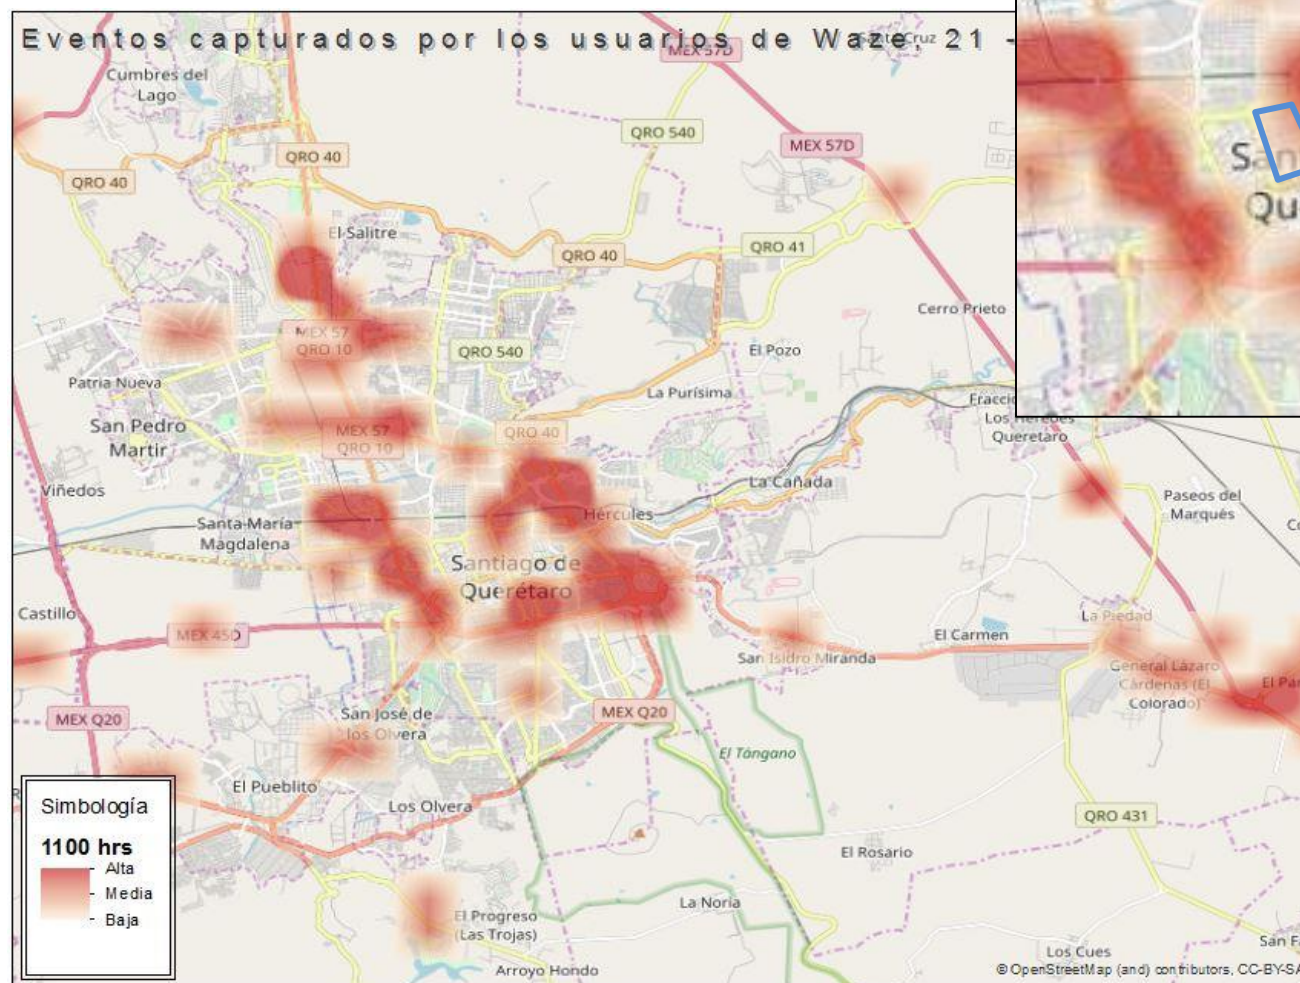 Eventos capturados por los usuarios de Waze, 21 -
Santa Cruz
MEX 57D
Cumbres del
Lago
QRO 540
MEX 57D
QRO 40
QRO 40
El Salitre
QRO 40
QRO 41
Cerro Prieto
MEX 57
QRO 10
QRO 540
El Pozo
Patria Nueva
La Purísima
San Pedro
Martir
MEX 57
QRO 10
QRO 40
Los Heredes
Queretaro
Viñedos
La Cañada
Paseos del
Marqués
Santa María
Magdalena
Hércules
Santiago de
Querétaro
Castillo
MEX 45D
La Piedad
El Carmen
San Isidro Miranda
General Lázaro
Cárdenas (El
Colorado)
MEX Q20
San José de
los Olvera
MEX Q20
El Tángano
El Pueblito
Los Olvera
QRO 431
El Rosario
La Noria
El Progreso
(Las Trojas)
Los Cues
Arroyo Hondo
Simbología
1100 hrs
Alta
Media
Baja
© OpenStreetMap (and) contributors, CC-BY-SA